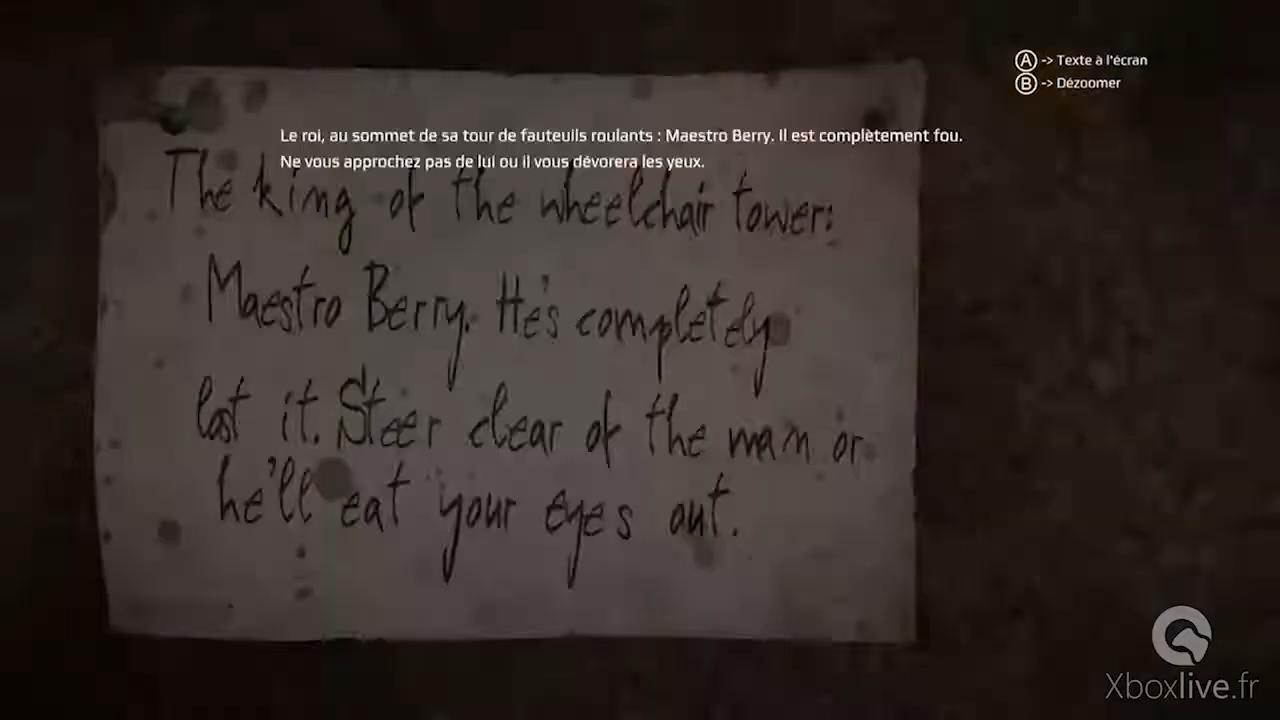 A -> Texte à l'écran
B -> Dézoomer
Le roi, au sommet de sa tour de fauteuils roulants : Maestro Berry. Il est complètement fou.
Ne vous approchez pas de lui ou il vous dévorera les yeux.
The king of the wheelchair tower:
Maestro Berry. He's completely
lost it. Steer clear of the man or
he'll eat your eyes out.
Xboxlive.fr